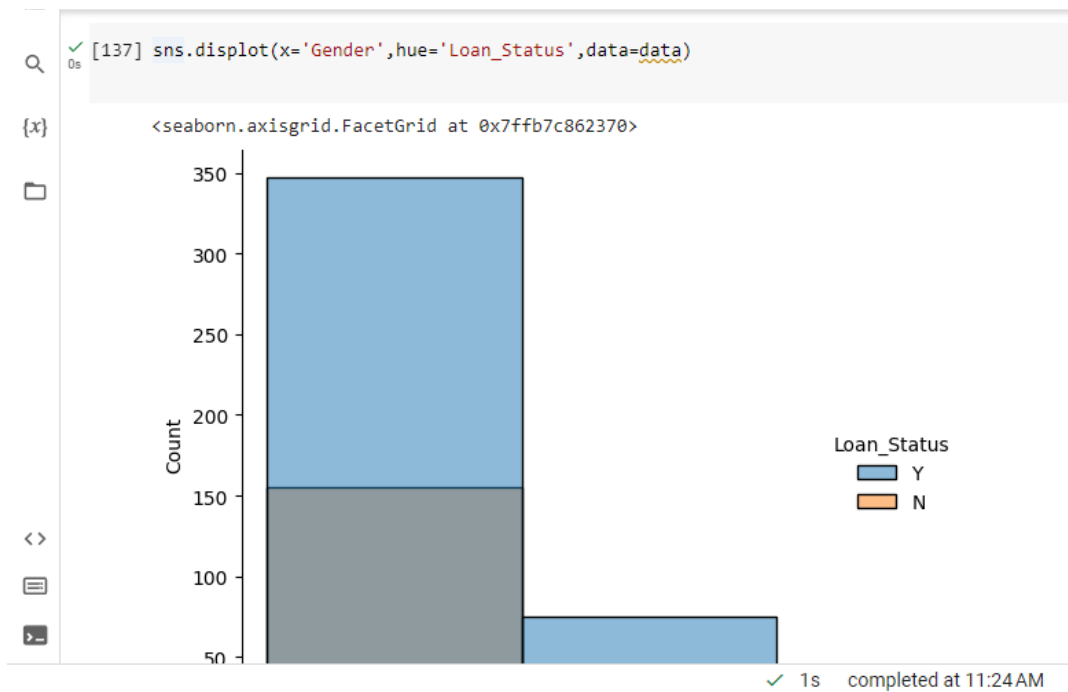 [137] sns.displot(x='Gender',hue='Loan_Status',data=data)
0s
{x}
<seaborn.axisgrid.FacetGrid at 0x7ffb7c862370>
350
300
250
200
150
100
50
Count
Loan_Status
Y
N
1s completed at 11:24 AM